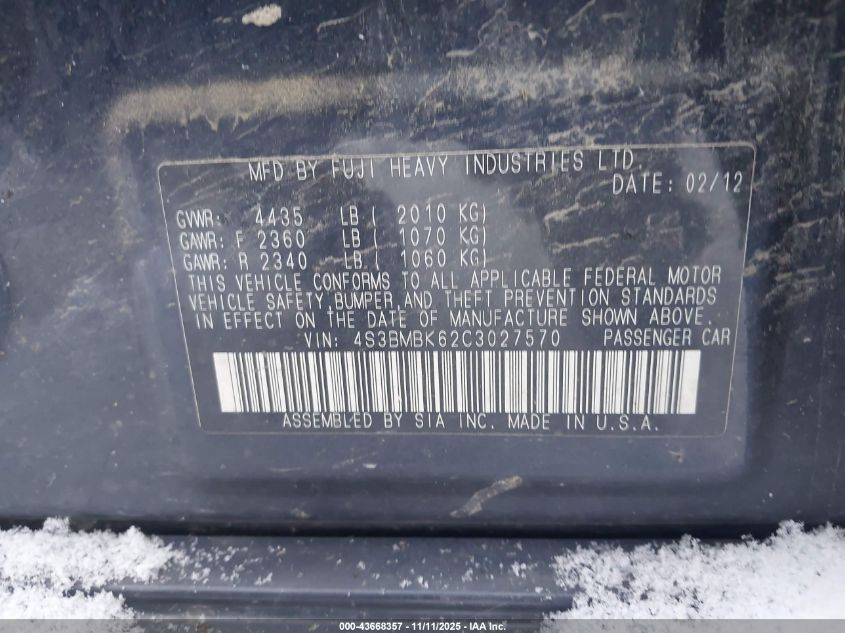 MFD BY FUJI HEAVY INDUSTRIES LTD.
DATE: 02/12
GVWR: 4435 LB ( 2010 KG)
GAWR: F 2360 LB ( 1070 KG)
GAWR: R 2340 LB ( 1060 KG)
THIS VEHICLE CONFORMS TO ALL APPLICABLE FEDERAL MOTOR
VEHICLE SAFETY,BUMPER,AND THEFT PREVENTION STANDARDS
IN EFFECT ON THE DATE OF MANUFACTURE SHOWN ABOVE.
VIN: 4S3BMBK62C3027570 PASSENGER CAR
ASSEMBLED BY SIA INC. MADE IN U.S.A.
000-43668357 - 11/11/2025 - IAA Inc.